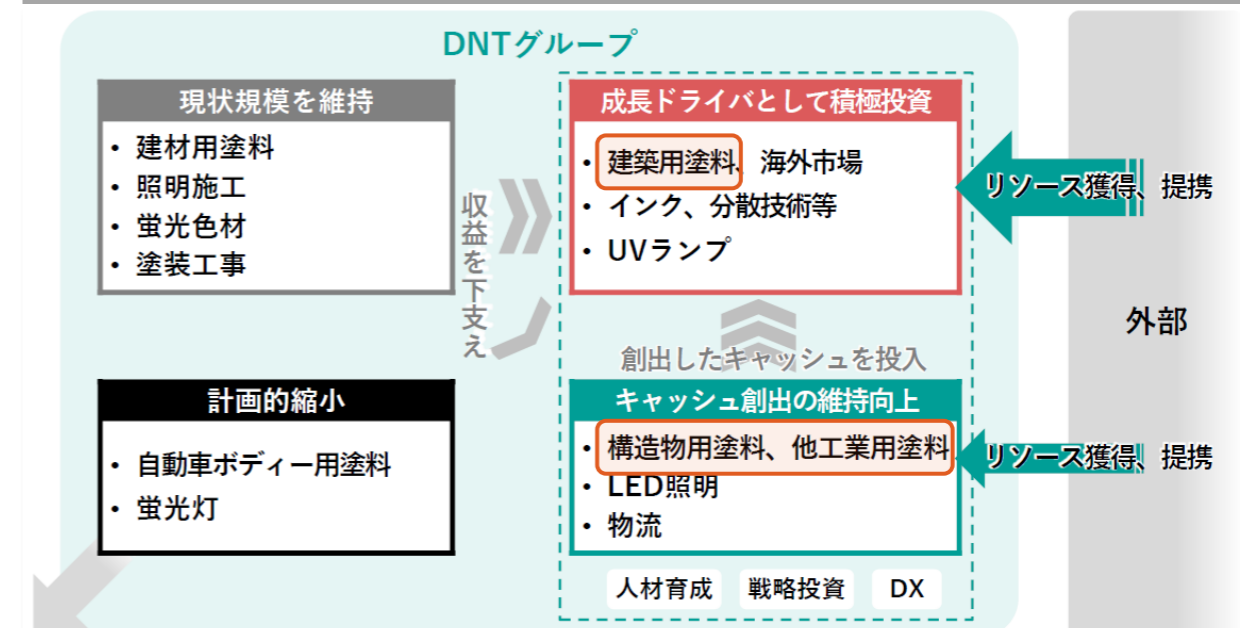 DNTグループ
現状規模を維持
・ 建材用塗料
・ 照明施工
・ 蛍光色材
・ 塗装工事
収益を下支え
成長ドライバとして積極投資
・ 建築用塗料、海外市場
・ インク、分散技術等
・ UVランプ
リソース獲得、提携
外部
創出したキャッシュを投入
計画的縮小
・ 自動車ボディー用塗料
・ 蛍光灯
キャッシュ創出の維持向上
・ 構造物用塗料、他工業用塗料
・ LED照明
・ 物流
リソース獲得、提携
人材育成 戦略投資 DX